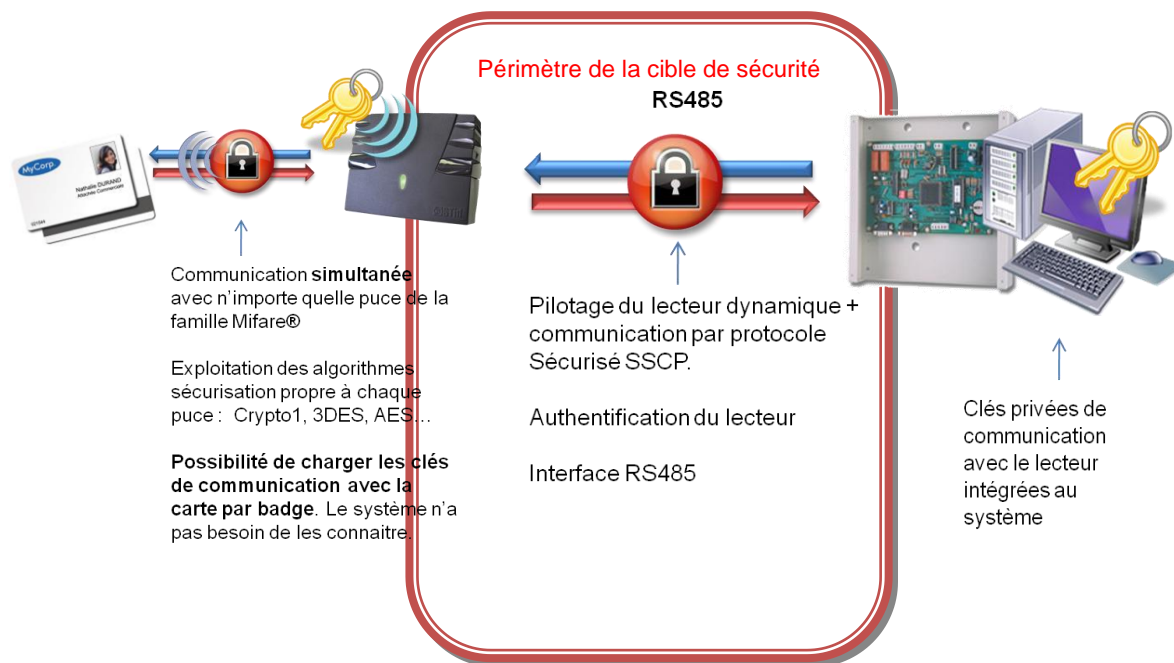 Périmètre de la cible de sécurité
RS485
MyCorp.
Nathalie DURAND
Attachée Commerciale
Communication simultanée
avec n'importe quelle puce de la
famille Mifare®
Exploitation des algorithmes
sécurisation propre à chaque
puce : Crypto1, 3DES, AES…
Possibilité de charger les clés
de communication avec la
carte par badge. Le système n'a
pas besoin de les connaitre.
Pilotage du lecteur dynamique +
communication par protocole
Sécurisé SSCP.
Authentification du lecteur
Interface RS485
Clés privées de
communication
avec le lecteur
intégrées au
système